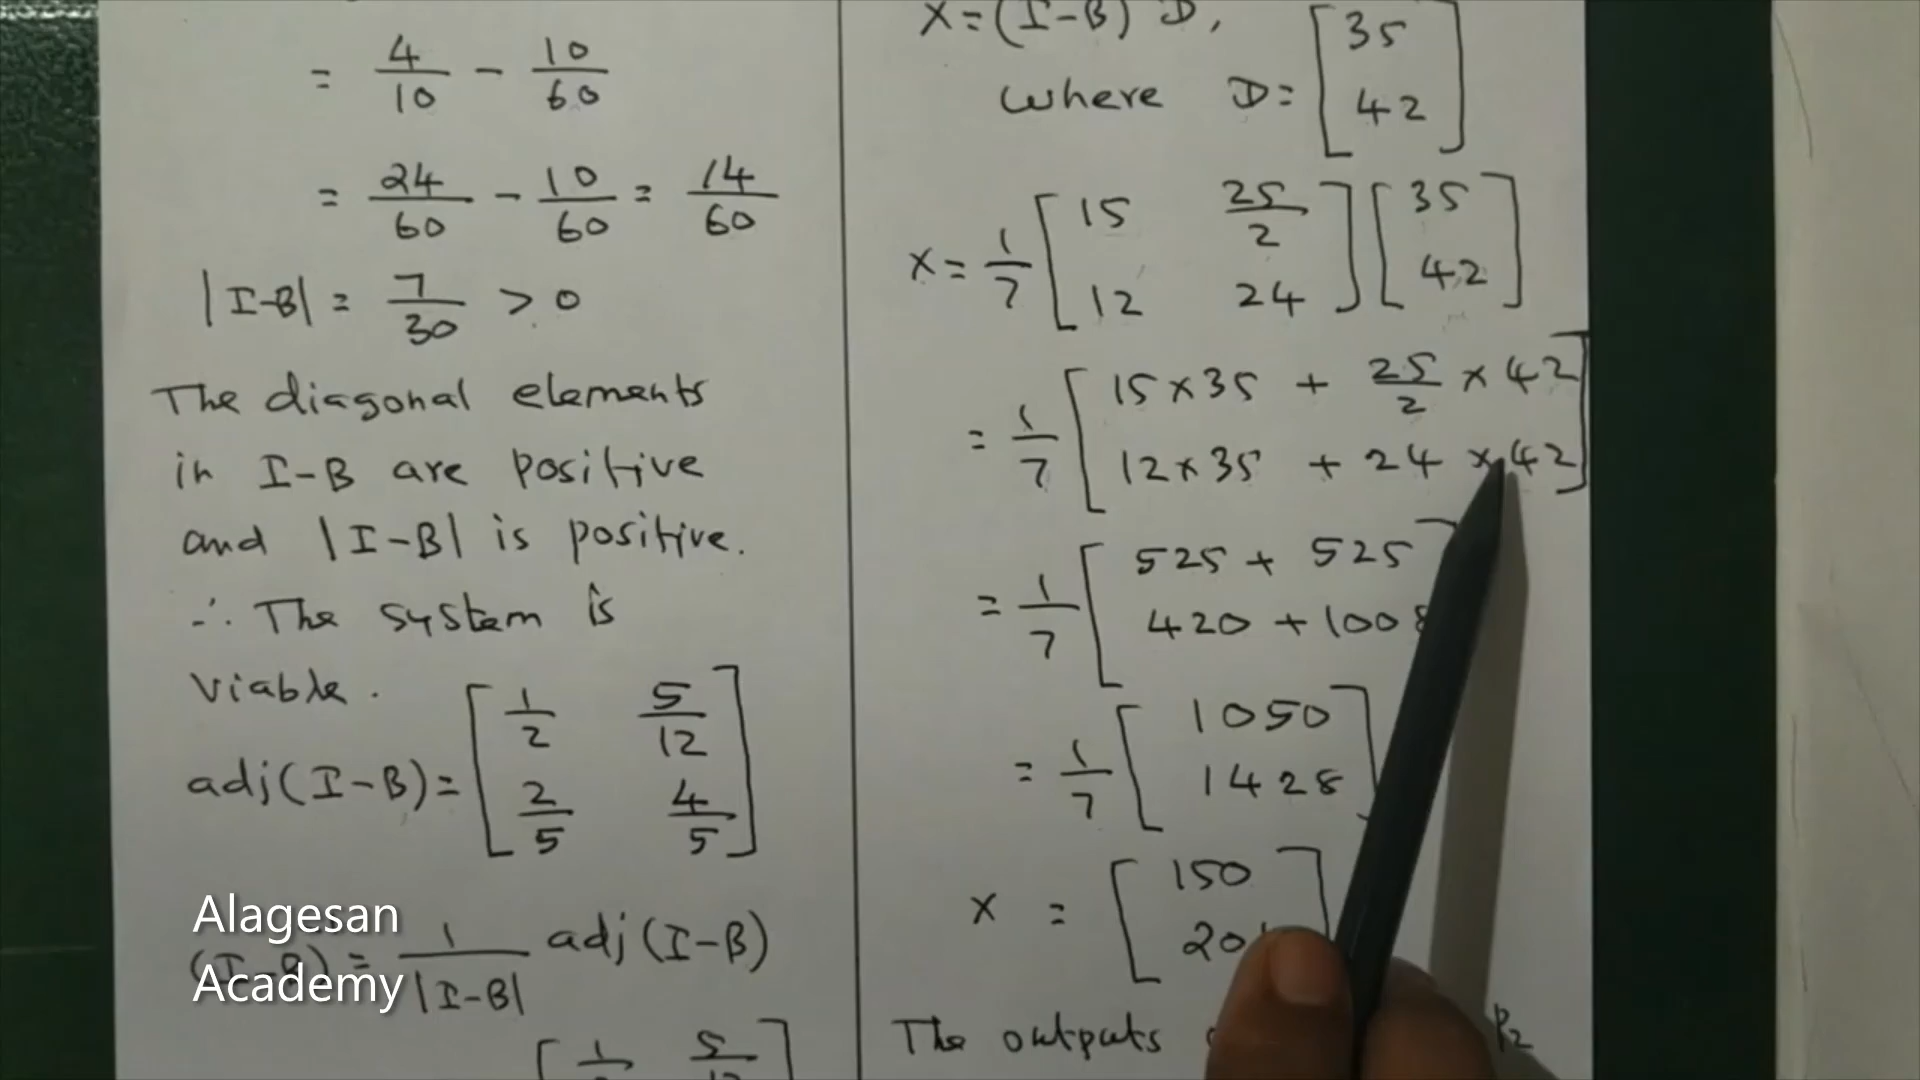 = 4/10 - 10/60
= 24/60 - 10/60 = 14/60
|I-B| = 7/30 > 0
The diagonal elements
in I-B are positive
and |I-B| is positive.
∴ The system is
viable.
adj(I-B) = [1/2 5/12
2/5 4/5]
= 1/|I-B| adj(I-B)
Alagesan
Academy
X = (I-B) D,
where D = [35
42]
X = 1/7 [15 25/2
12 24] [35
42]
= 1/7 [15×35 + 25/2 ×42
12×35 + 24 ×42]
= 1/7 [525 + 525
420 + 1008
= 1/7 [1050
1428]
X = [150
20
The outputs P2